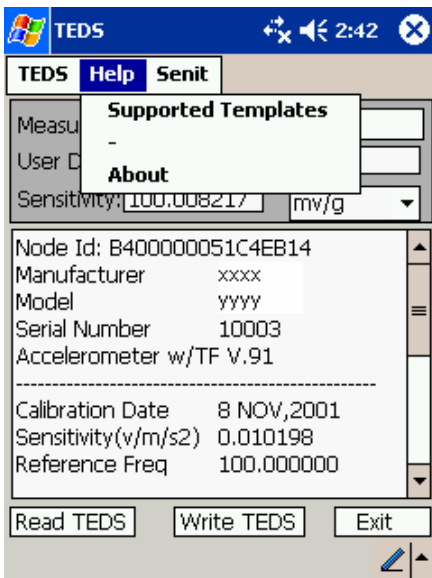 TEDS 2:42
TEDS Help Senit
Supported Templates
Measu
-
User D
About
Sensitivity: 100.008217 mv/g
Node Id: B400000051C4EB14
Manufacturer xxxx
Model yyyy
Serial Number 10003
Accelerometer w/TF V.91
--------------------------------------------------
Calibration Date 8 NOV,2001
Sensitivity(v/m/s2) 0.010198
Reference Freq 100.000000
Read TEDS Write TEDS Exit